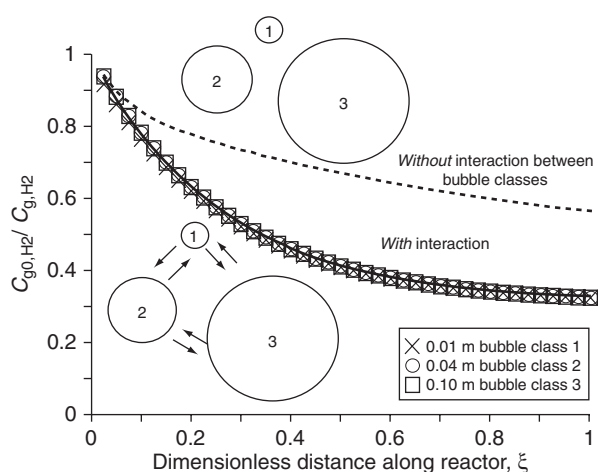 1
1
2
3
0.8
Without interaction between
bubble classes
0.6
C_g0,H2/ C_g,H2
With interaction
1
0.4
2
3
0.2
0.01 m bubble class 1
0.04 m bubble class 2
0.10 m bubble class 3
0
0 0.2 0.4 0.6 0.8 1
Dimensionless distance along reactor, ξ